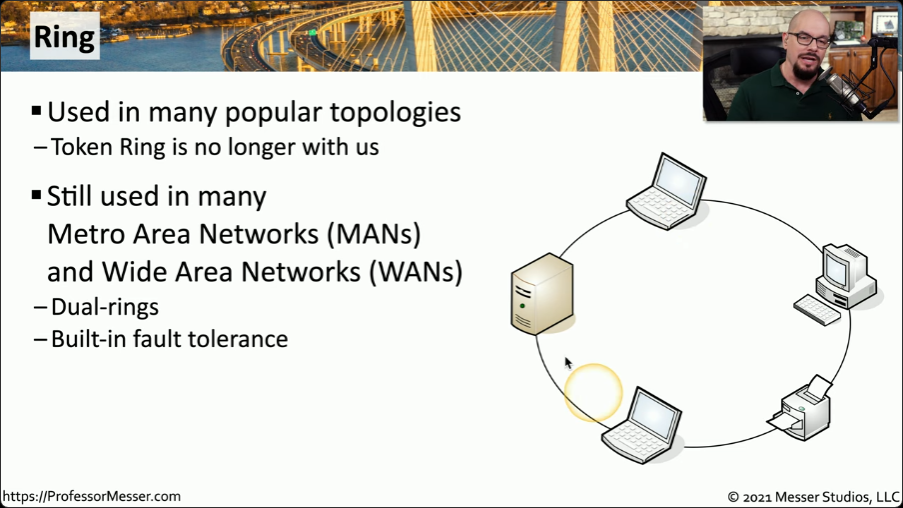 Ring
▪ Used in many popular topologies
– Token Ring is no longer with us
▪ Still used in many
Metro Area Networks (MANs)
and Wide Area Networks (WANs)
– Dual-rings
– Built-in fault tolerance
https://ProfessorMesser.com
© 2021 Messer Studios, LLC